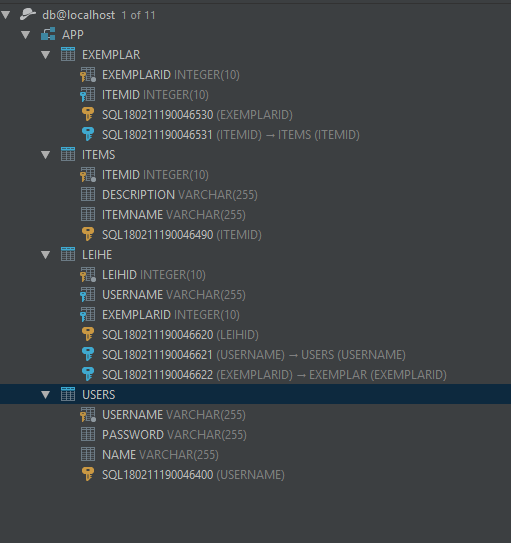 db@localhost 1 of 11
APP
EXEMPLAR
EXEMPLARID INTEGER(10)
ITEMID INTEGER(10)
SQL180211190046530 (EXEMPLARID)
SQL180211190046531 (ITEMID) → ITEMS (ITEMID)
ITEMS
ITEMID INTEGER(10)
DESCRIPTION VARCHAR(255)
ITEMNAME VARCHAR(255)
SQL180211190046490 (ITEMID)
LEIHE
LEIHID INTEGER(10)
USERNAME VARCHAR(255)
EXEMPLARID INTEGER(10)
SQL180211190046620 (LEIHID)
SQL180211190046621 (USERNAME) → USERS (USERNAME)
SQL180211190046622 (EXEMPLARID) → EXEMPLAR (EXEMPLARID)
USERS
USERNAME VARCHAR(255)
PASSWORD VARCHAR(255)
NAME VARCHAR(255)
SQL180211190046400 (USERNAME)